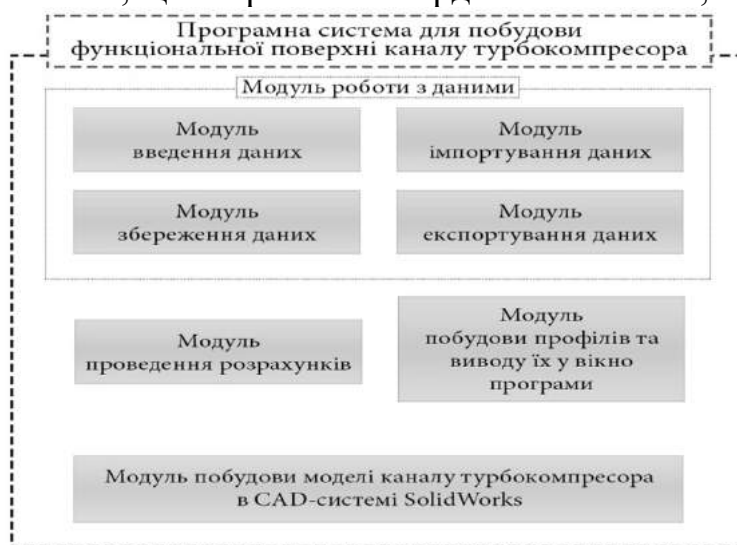 Програмна система для побудови
функціональної поверхні каналу турбокомпресора
Модуль роботи з даними
Модуль
введення даних
Модуль
імпортування даних
Модуль
збереження даних
Модуль
експортування даних
Модуль
проведення розрахунків
Модуль
побудови профілів та
виводу їх у вікно
програми
Модуль побудови моделі каналу турбокомпресора
в CAD-системі SolidWorks